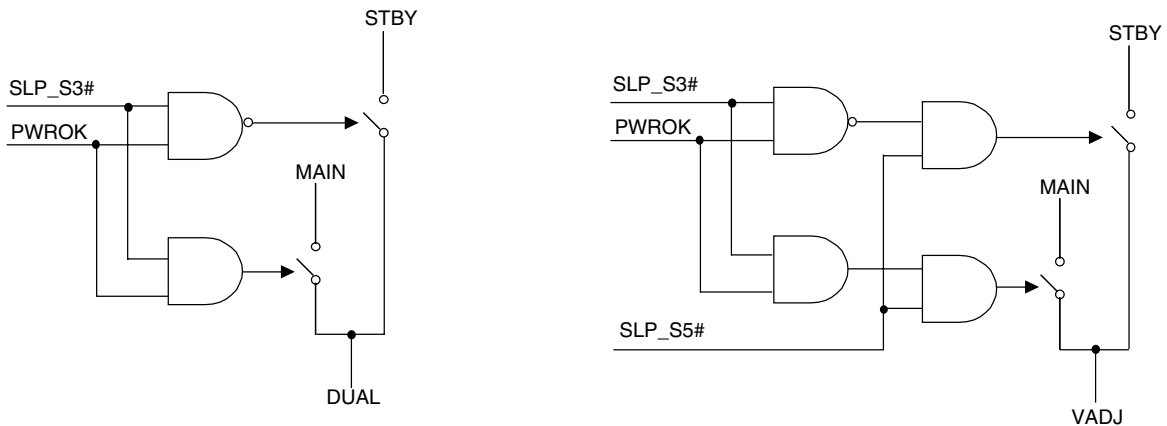 STBY
SLP_S3#
PWROK
MAIN
DUAL
STBY
SLP_S3#
PWROK
MAIN
SLP_S5#
VADJ